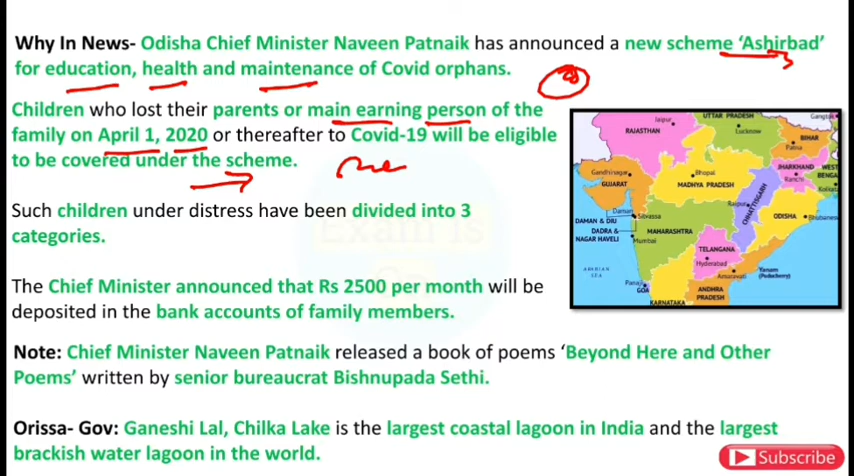 Why In News- Odisha Chief Minister Naveen Patnaik has announced a new scheme 'Ashirbad'
for education, health and maintenance of Covid orphans.
Children who lost their parents or main earning person of the
family on April 1, 2020 or thereafter to Covid-19 will be eligible
to be covered under the scheme.
Such children under distress have been divided into 3
categories.
The Chief Minister announced that Rs 2500 per month will be
deposited in the bank accounts of family members.
Note: Chief Minister Naveen Patnaik released a book of poems 'Beyond Here and Other
Poems' written by senior bureaucrat Bishnupada Sethi.
Orissa- Gov: Ganeshi Lal, Chilka Lake is the largest coastal lagoon in India and the largest
brackish water lagoon in the world.
Jaipur
RAJASTHAN
UTTAR PRADESH
Lucknow
Gangtok
BIHAR
Patna
JHARKHAND
Ranchi
WEST
BENGA
Kolkata
Gandhinagar
GUJARAT
Bhopal
MADHYA PRADESH
CHHATTISGARH
Raipur
ODISHA
Bhubanes
Daman
DAMAN & DIU
Silvassa
DADRA &
NAGAR HAVELI
MAHARASHTRA
Mumbai
TELANGANA
Hyderabad
Amaravati
Yanam
(Puducherry)
ARABIAN
SEA
Panaji
GOA
KARNATAKA
ANDHRA
PRADESH
Subscribe